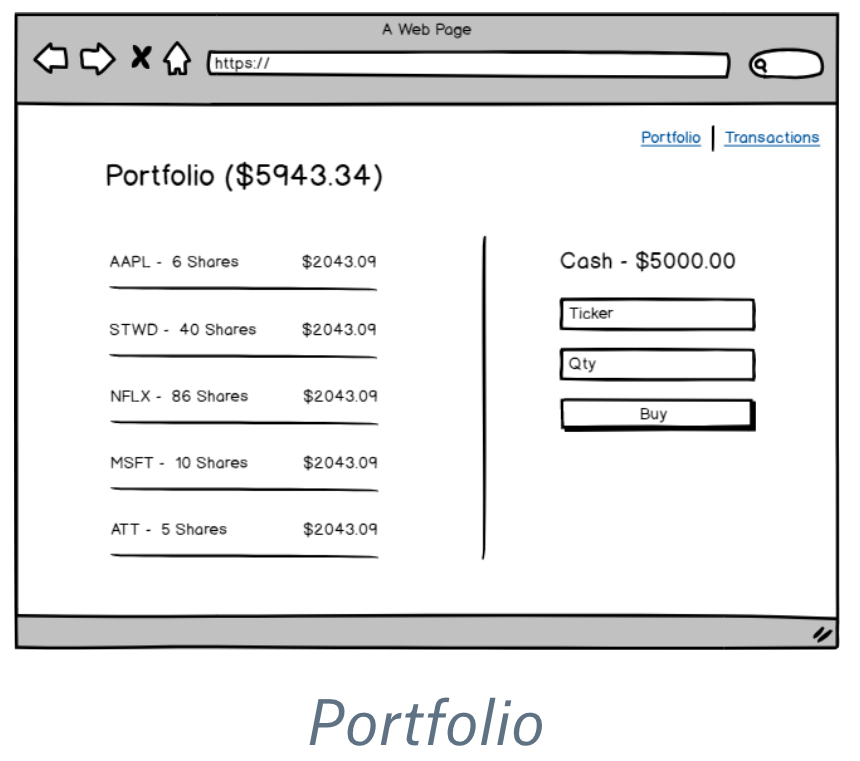 A Web Page
https://
Portfolio | Transactions
Portfolio ($5943.34)
AAPL - 6 Shares $2043.09
STWD - 40 Shares $2043.09
NFLX - 86 Shares $2043.09
MSFT - 10 Shares $2043.09
ATT - 5 Shares $2043.09
Cash - $5000.00
Ticker
Qty
Buy
Portfolio